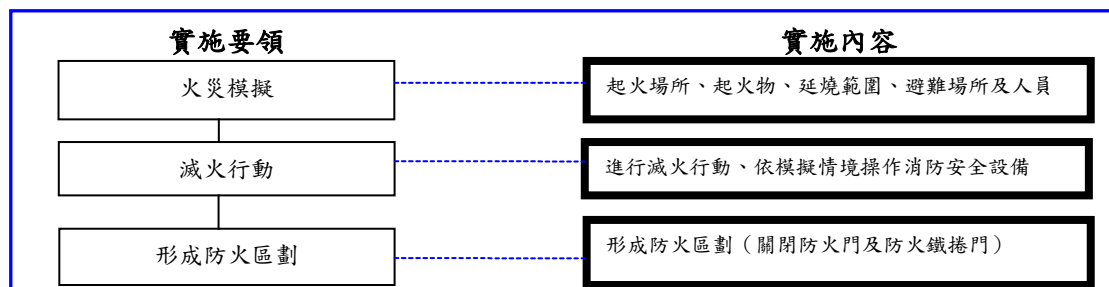 實施要領
實施內容
火災模擬
起火場所、起火物、延燒範圍、避難場所及人員
滅火行動
進行滅火行動、依模擬情境操作消防安全設備
形成防火區劃
形成防火區劃（關閉防火門及防火鐵捲門）